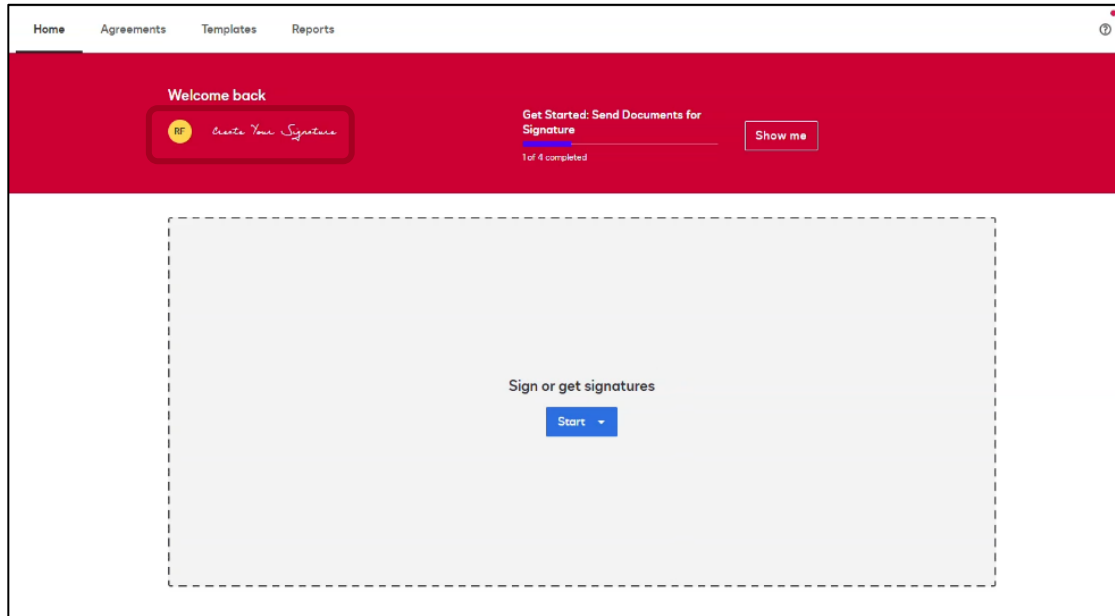 Home Agreements Templates Reports
Welcome back
RF Create Your Signature
Get Started: Send Documents for
Signature
1 of 4 completed
Show me
Sign or get signatures
Start